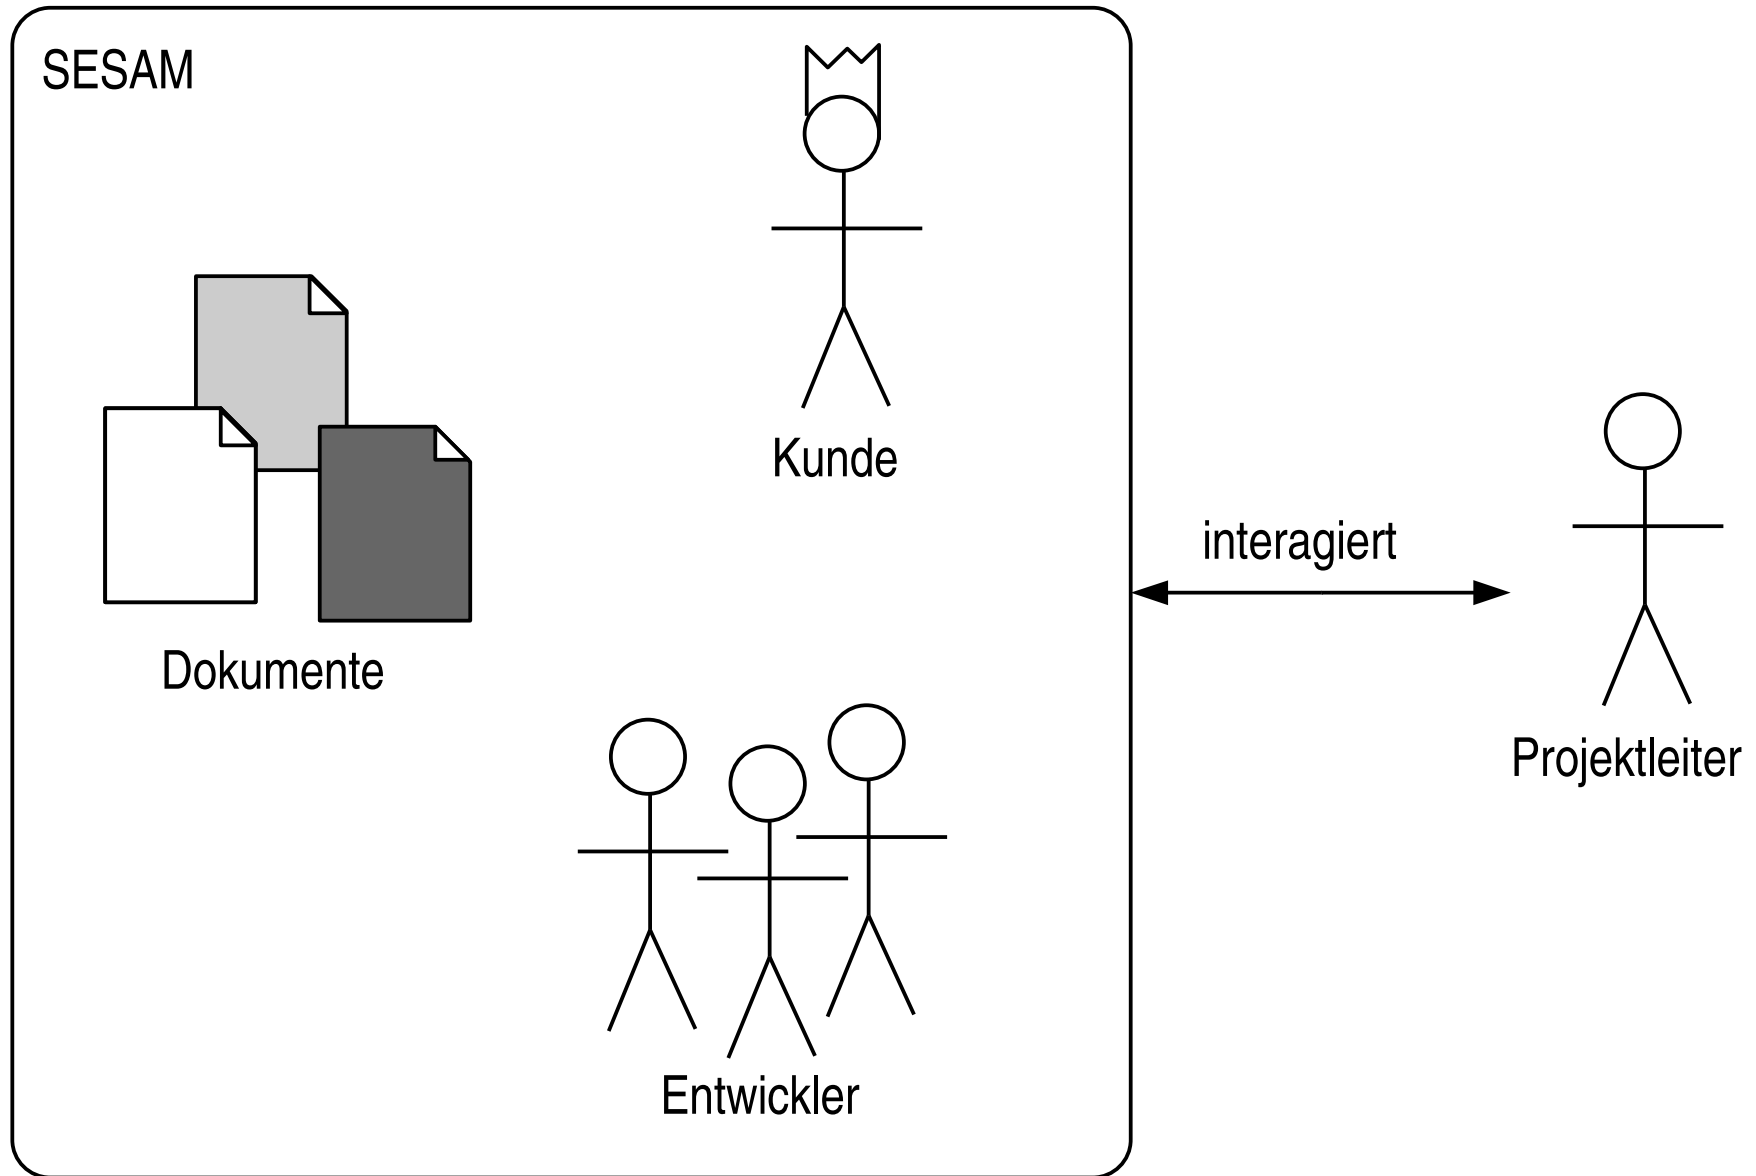 SESAM
Kunde
interagiert
Dokumente
Projektleiter
Entwickler